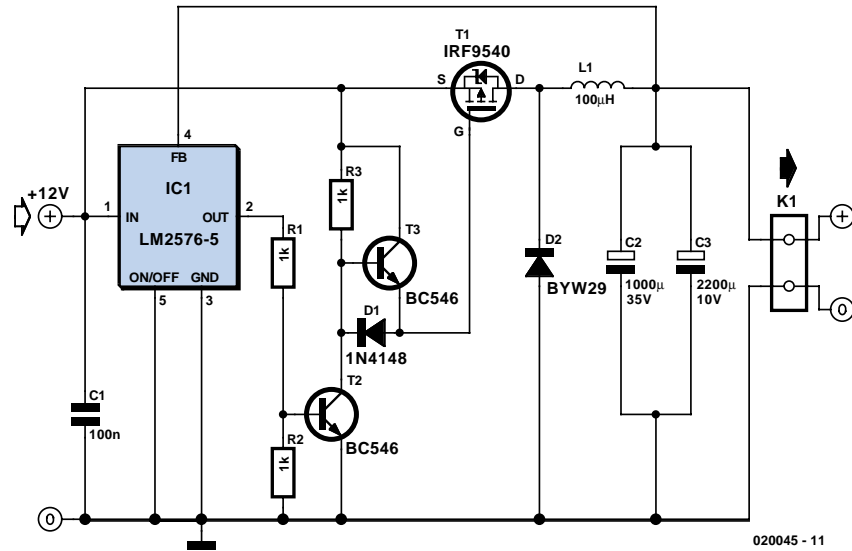 T1
IRF9540
S
D
G
L1
100µH
4
FB
IC1
+12V
1
IN
OUT
2
LM2576-5
ON/OFF
GND
5
3
R3
1k
R1
1k
T3
BC546
D1
1N4148
T2
BC546
R2
1k
C1
100n
D2
BYW29
C2
1000µ
35V
C3
2200µ
10V
K1
+
+
0
0
020045 - 11